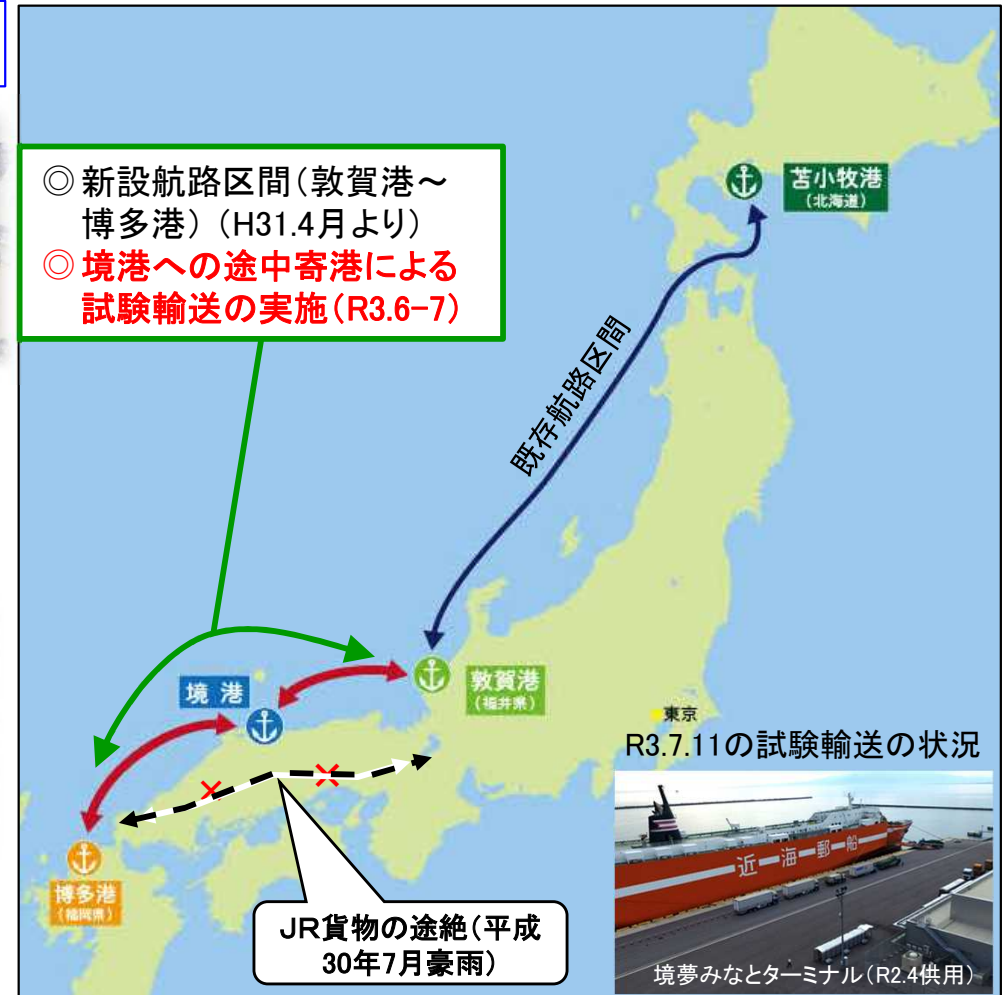 ◎ 新設航路区間(敦賀港～
博多港) (H31.4月より)
◎ 境港への途中寄港による
試験輸送の実施(R3.6-7)
苫小牧港
(北海道)
既存航路区間
境 港
敦賀港
(福井県)
東京
R3.7.11の試験輸送の状況
博多港
(福岡県)
JR貨物の途絶(平成
30年7月豪雨)
近海郵船
境夢みなとターミナル(R2.4供用)